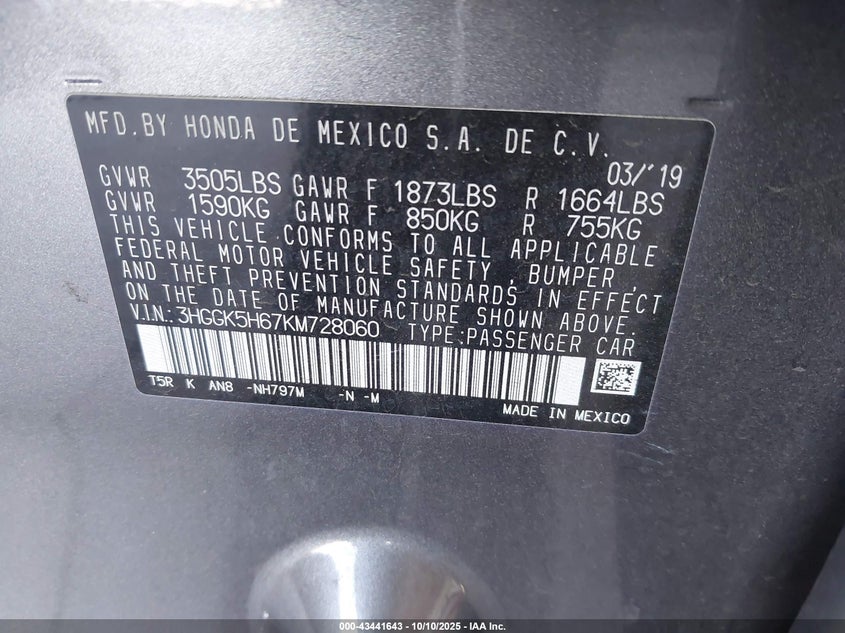 MFD.BY HONDA DE MEXICO S.A. DE C.V.
03/'19
GVWR 3505LBS GAWR F 1873LBS R 1664LBS
GVWR 1590KG GAWR F 850KG R 755KG
THIS VEHICLE CONFORMS TO ALL APPLICABLE
FEDERAL MOTOR VEHICLE SAFETY, BUMPER,
AND THEFT PREVENTION STANDARDS IN EFFECT
ON THE DATE OF MANUFACTURE SHOWN ABOVE.
V.I.N.:3HGGK5H67KM728060 TYPE:PASSENGER CAR
T5R K AN8 -NH797M -N -M
MADE IN MEXICO
000-43441643 - 10/10/2025 - IAA Inc.